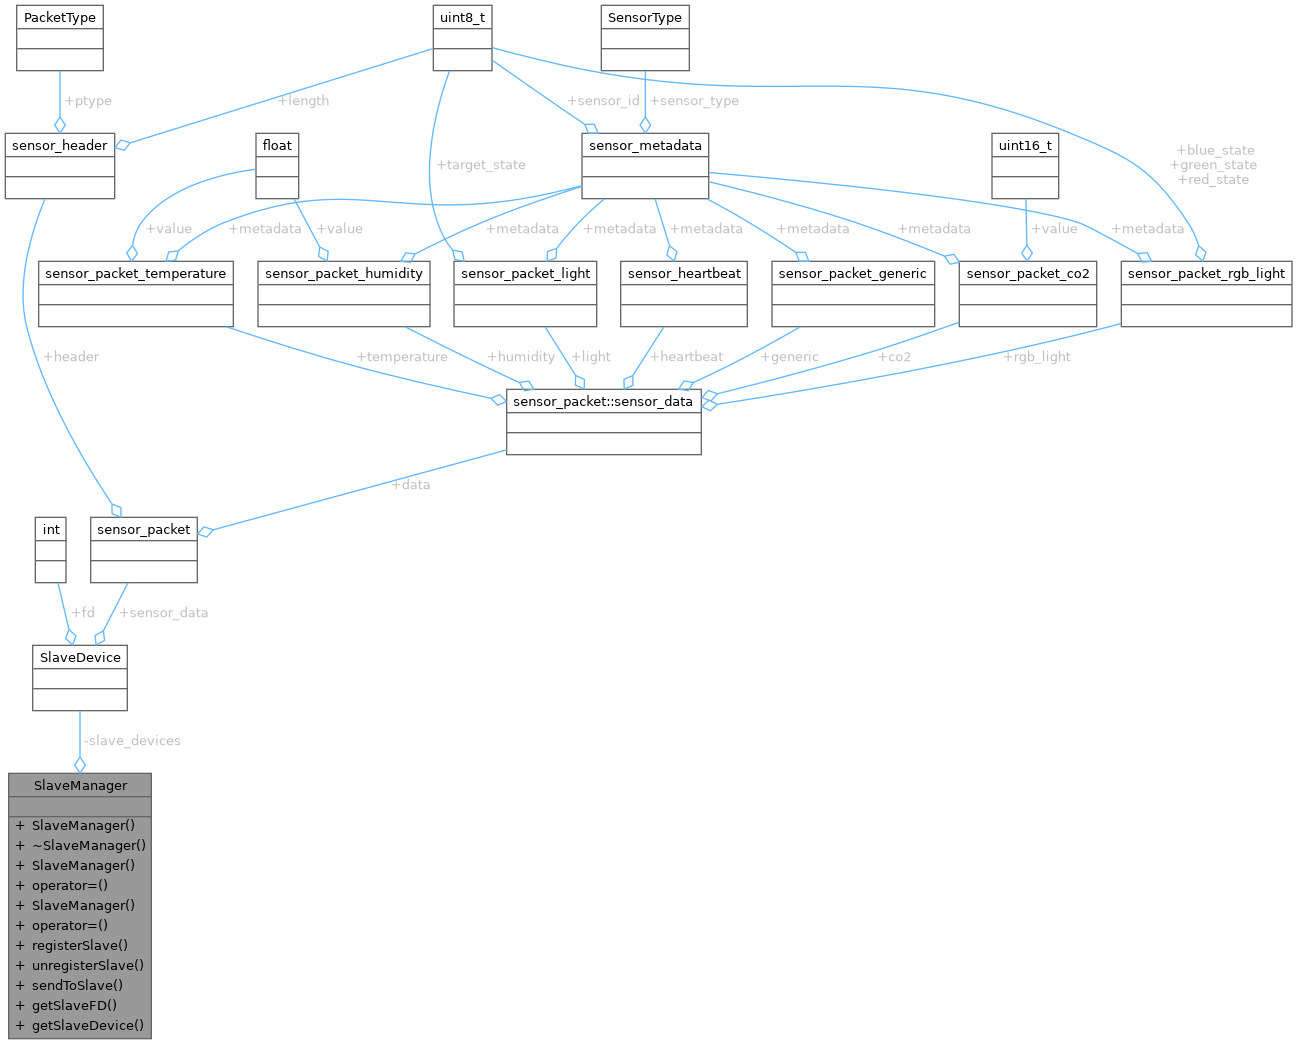 PacketType
uint8_t
SensorType
+ptype
+length
+sensor_id
+sensor_type
sensor_header
float
sensor_metadata
uint16_t
+blue_state
+green_state
+red_state
+target_state
+value
+metadata
+value
+metadata
+metadata
+metadata
+metadata
+metadata
+value
+metadata
sensor_packet_temperature
sensor_packet_humidity
sensor_packet_light
sensor_heartbeat
sensor_packet_generic
sensor_packet_co2
sensor_packet_rgb_light
+header
+temperature
+humidity
+light
+heartbeat
+generic
+co2
+rgb_light
sensor_packet::sensor_data
+data
int
sensor_packet
+fd
+sensor_data
SlaveDevice
-slave_devices
SlaveManager
+ SlaveManager()
+ ~SlaveManager()
+ SlaveManager()
+ operator=()
+ SlaveManager()
+ operator=()
+ registerSlave()
+ unregisterSlave()
+ sendToSlave()
+ getSlaveFD()
+ getSlaveDevice()